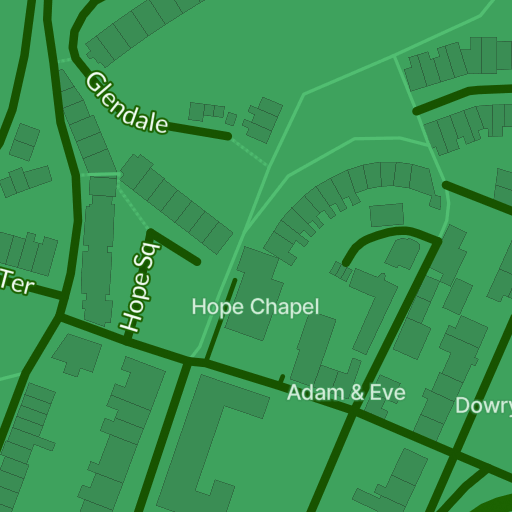 Glendale
Hope Sq
Ter
Hope Chapel
Adam & Eve
Dowry